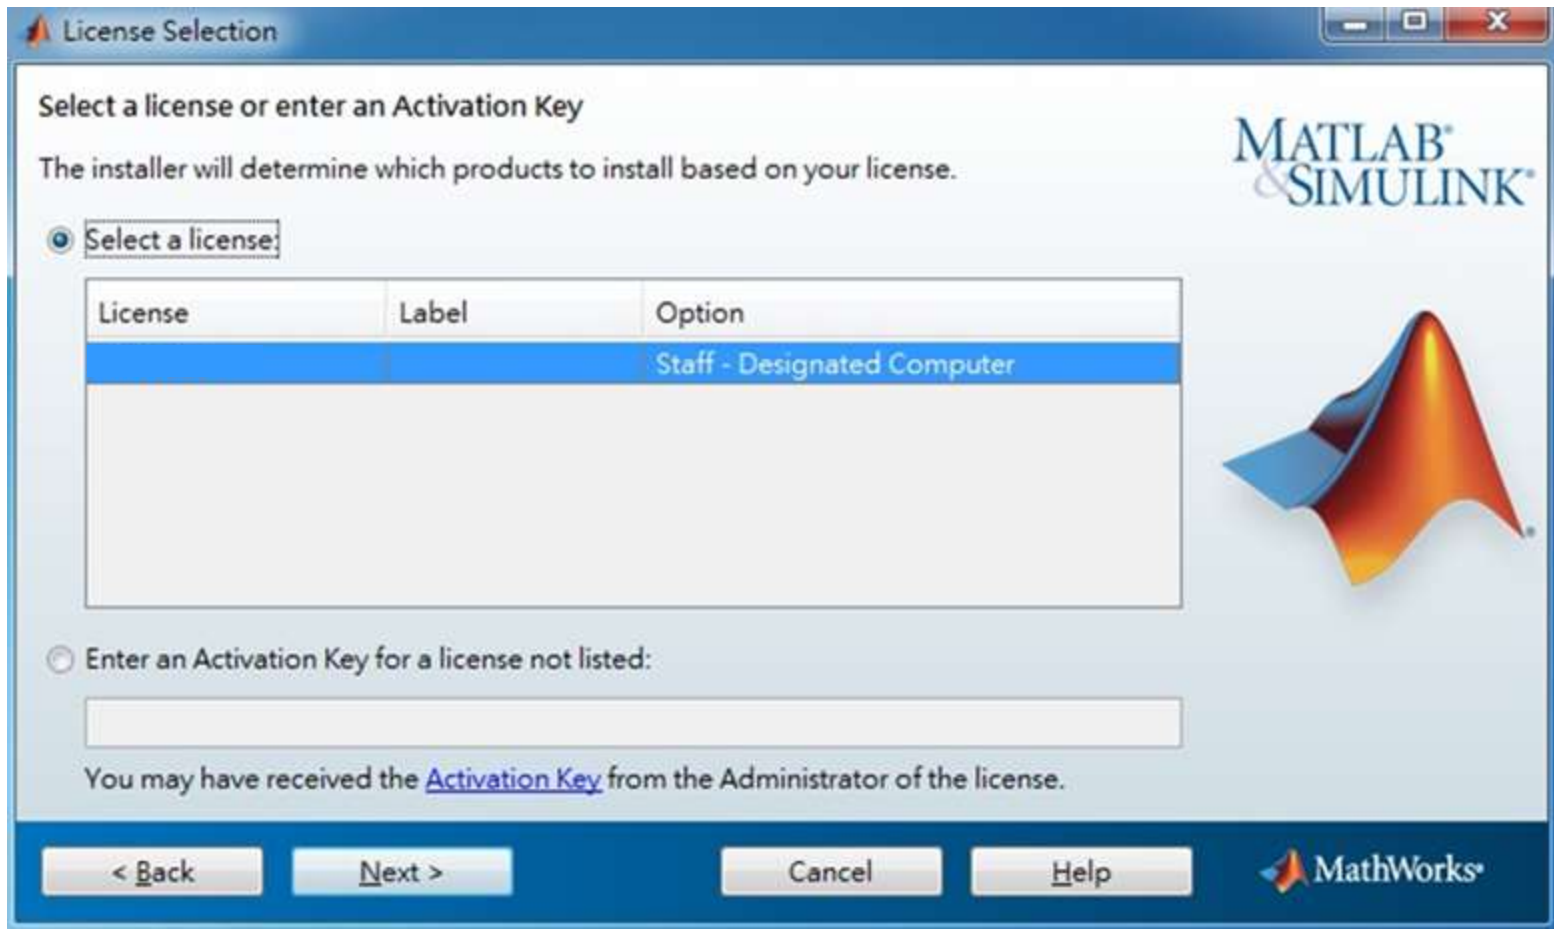 License Selection
Select a license or enter an Activation Key
The installer will determine which products to install based on your license.
MATLAB®
&SIMULINK®
Select a license:
License Label Option
Staff - Designated Computer
Enter an Activation Key for a license not listed:
You may have received the Activation Key from the Administrator of the license.
< Back Next > Cancel Help MathWorks®